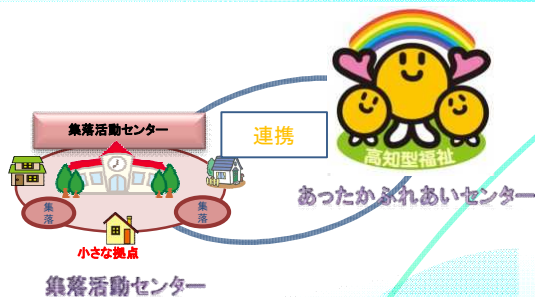 集落活動センター
連携
集落
集落
小さな拠点
集落活動センター
高知型福祉
あったかふれあいセンター